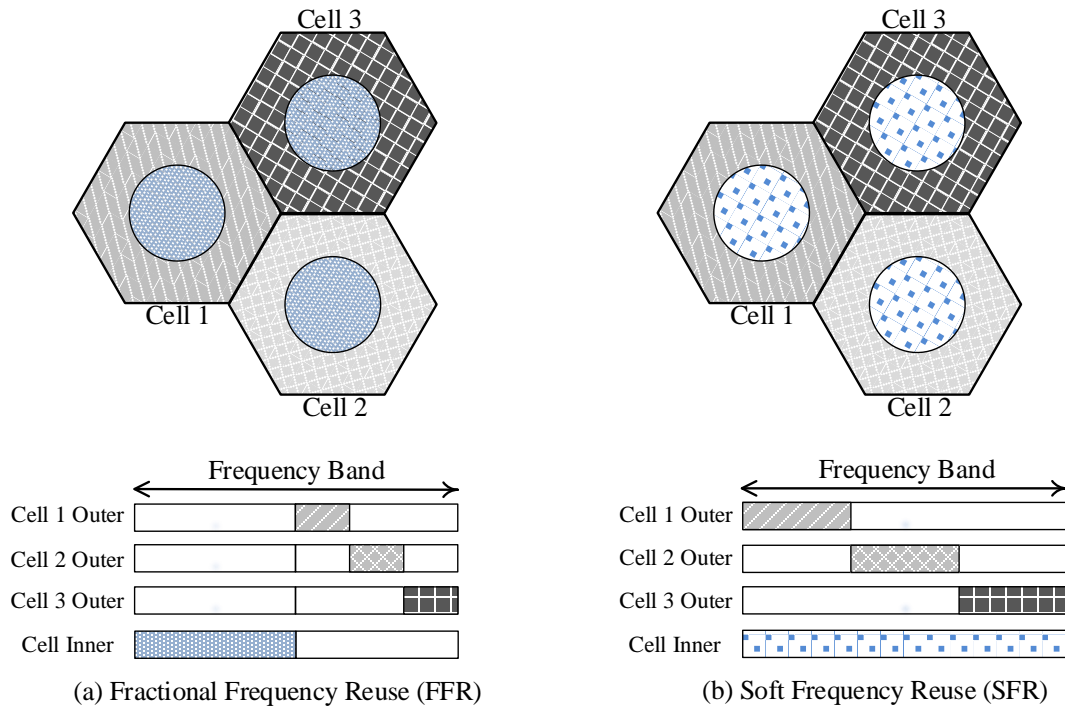 Cell 3
Cell 1
Cell 2
Frequency Band
Cell 1 Outer
Cell 2 Outer
Cell 3 Outer
Cell Inner
(a) Fractional Frequency Reuse (FFR)
Cell 3
Cell 1
Cell 2
Frequency Band
Cell 1 Outer
Cell 2 Outer
Cell 3 Outer
Cell Inner
(b) Soft Frequency Reuse (SFR)